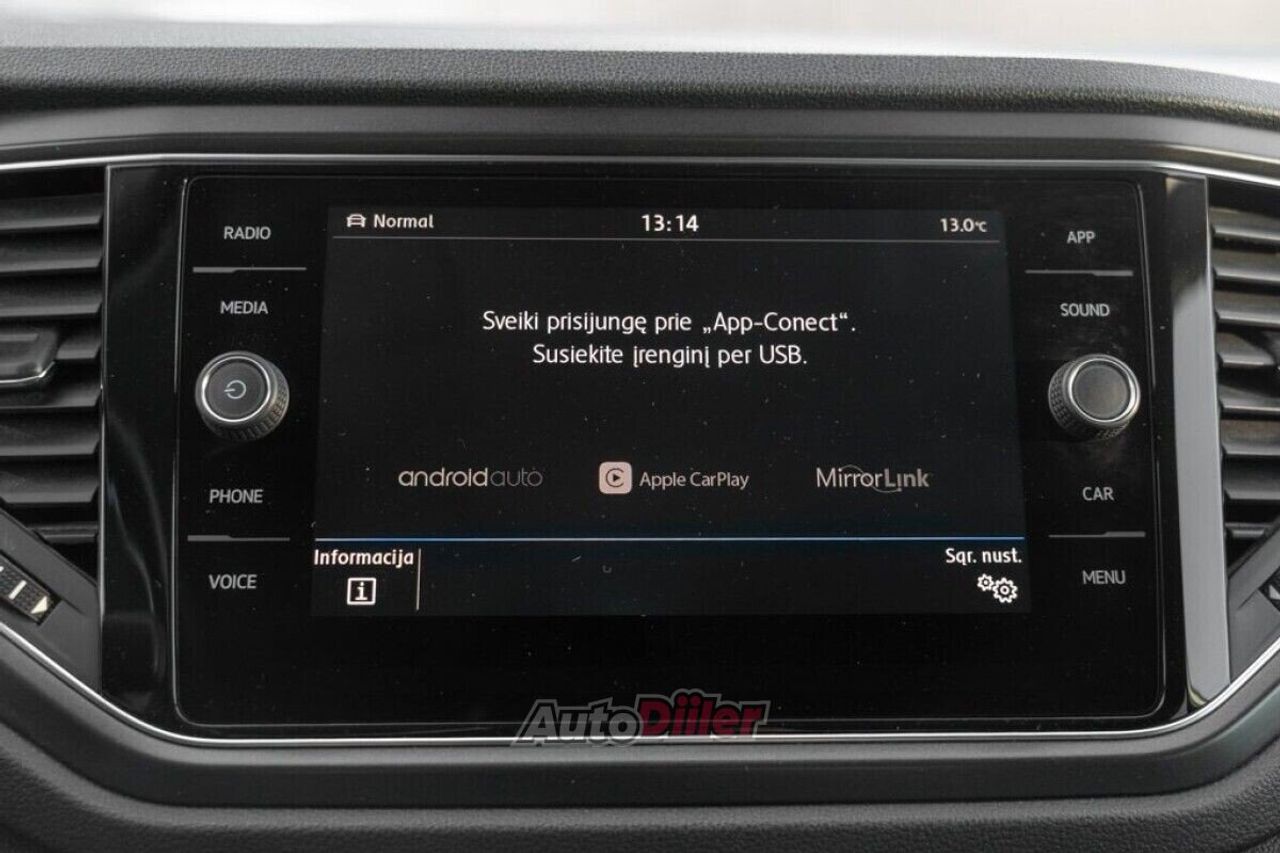 RADIO
MEDIA
PHONE
VOICE
Normal
13:14
13.0°C
Sveiki prisijungę prie „App-Conect“.
Susiekite įrenginį per USB.
androidauto
Apple CarPlay
MirrorLink
Informacija
i
Sąr. nust.
APP
SOUND
CAR
MENU
AutoDiiler